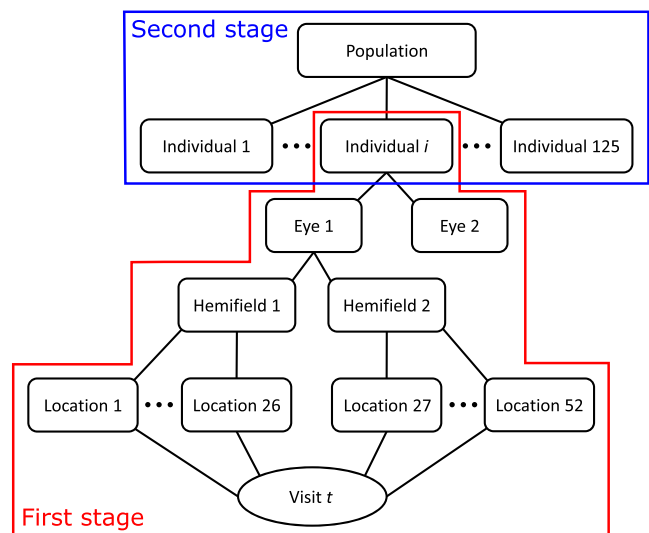 Second stage
Population
Individual 1
Individual i
Individual 125
Eye 1
Eye 2
Hemifield 1
Hemifield 2
Location 1
Location 26
Location 27
Location 52
Visit t
First stage